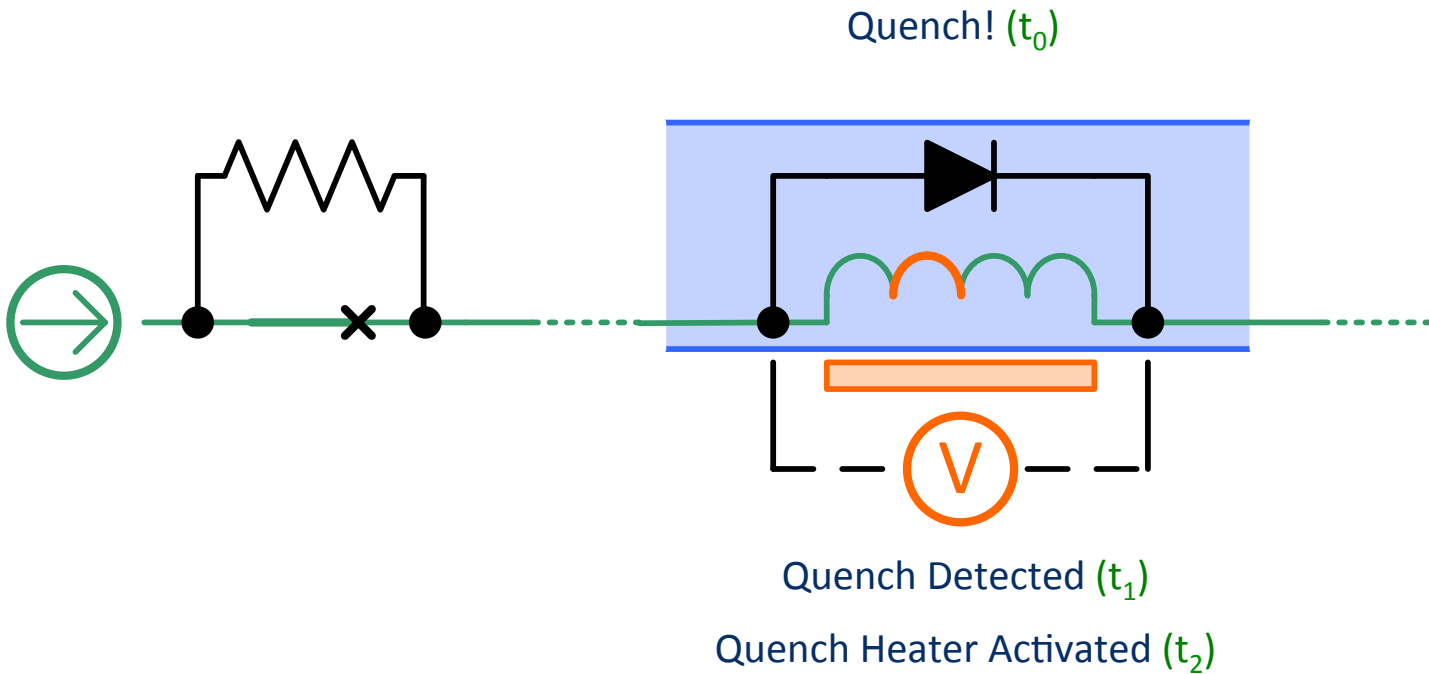 Quench! (t₀)
V
Quench Detected (t₁)
Quench Heater Activated (t₂)